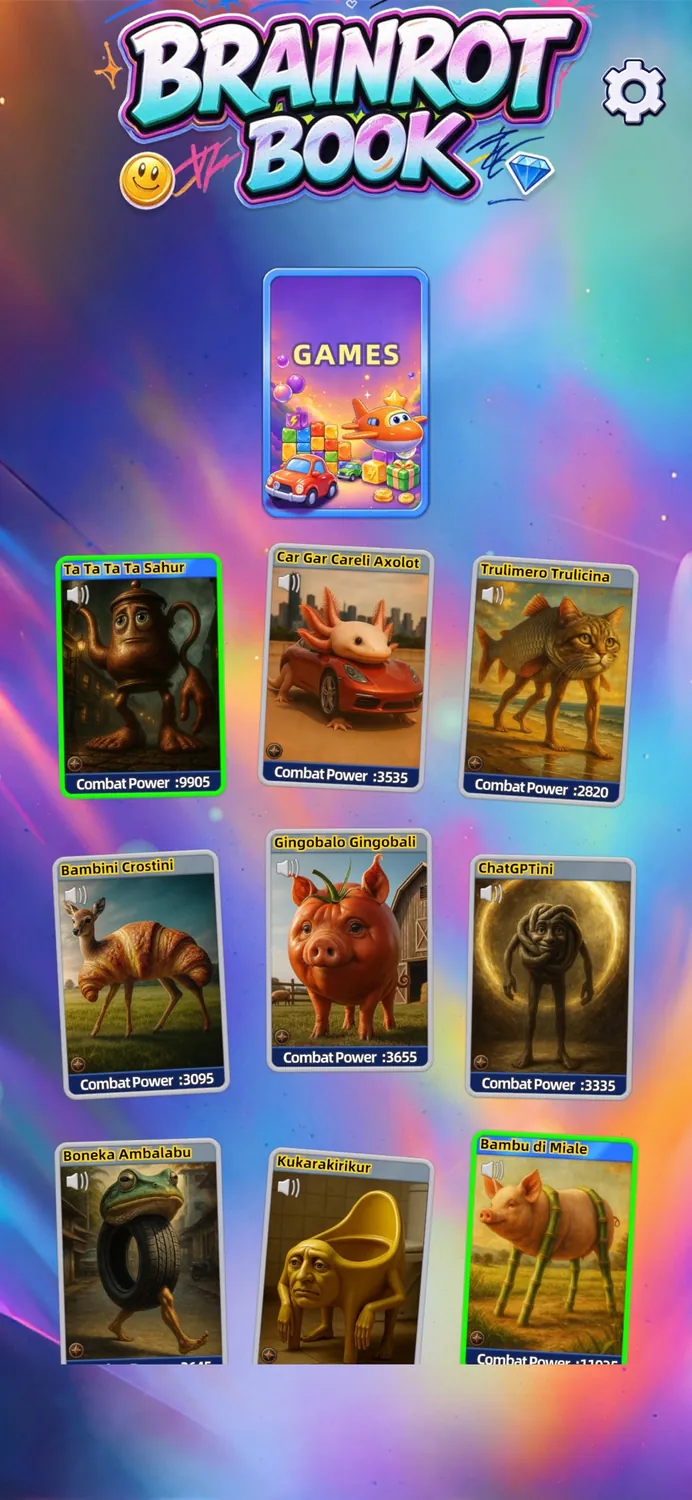 BRAINROT
BOOK
GAMES
Ta Ta Ta Ta Sahur
Combat Power :9905
Car Gar Careli Axolot
Combat Power :3535
Trulimero Trulicina
Combat Power :2820
Bambini Crostini
Combat Power :3095
Gingobalo Gingobali
Combat Power :3655
ChatGPTini
Combat Power :3335
Boneka Ambalabu
Kukarakirikur
Bambu di Miale
Combat Power